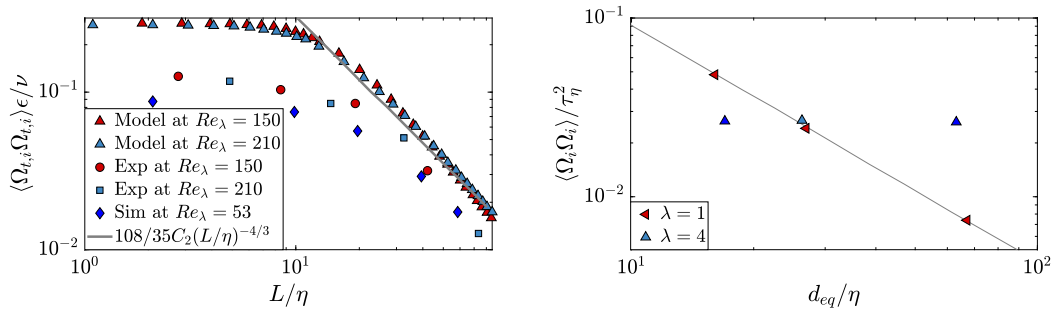 10^{-1}
10^{-2}
⟨Ω_{t,i}Ω_{t,i}⟩ϵ/ν
Model at Re_λ = 150
Model at Re_λ = 210
Exp at Re_λ = 150
Exp at Re_λ = 210
Sim at Re_λ = 53
108/35C_2(L/η)^{-4/3}
10^0
10^1
L/η
10^{-1}
10^{-2}
⟨Ω_iΩ_i⟩/τ_η^2
λ = 1
λ = 4
10^1
10^2
d_{eq}/η